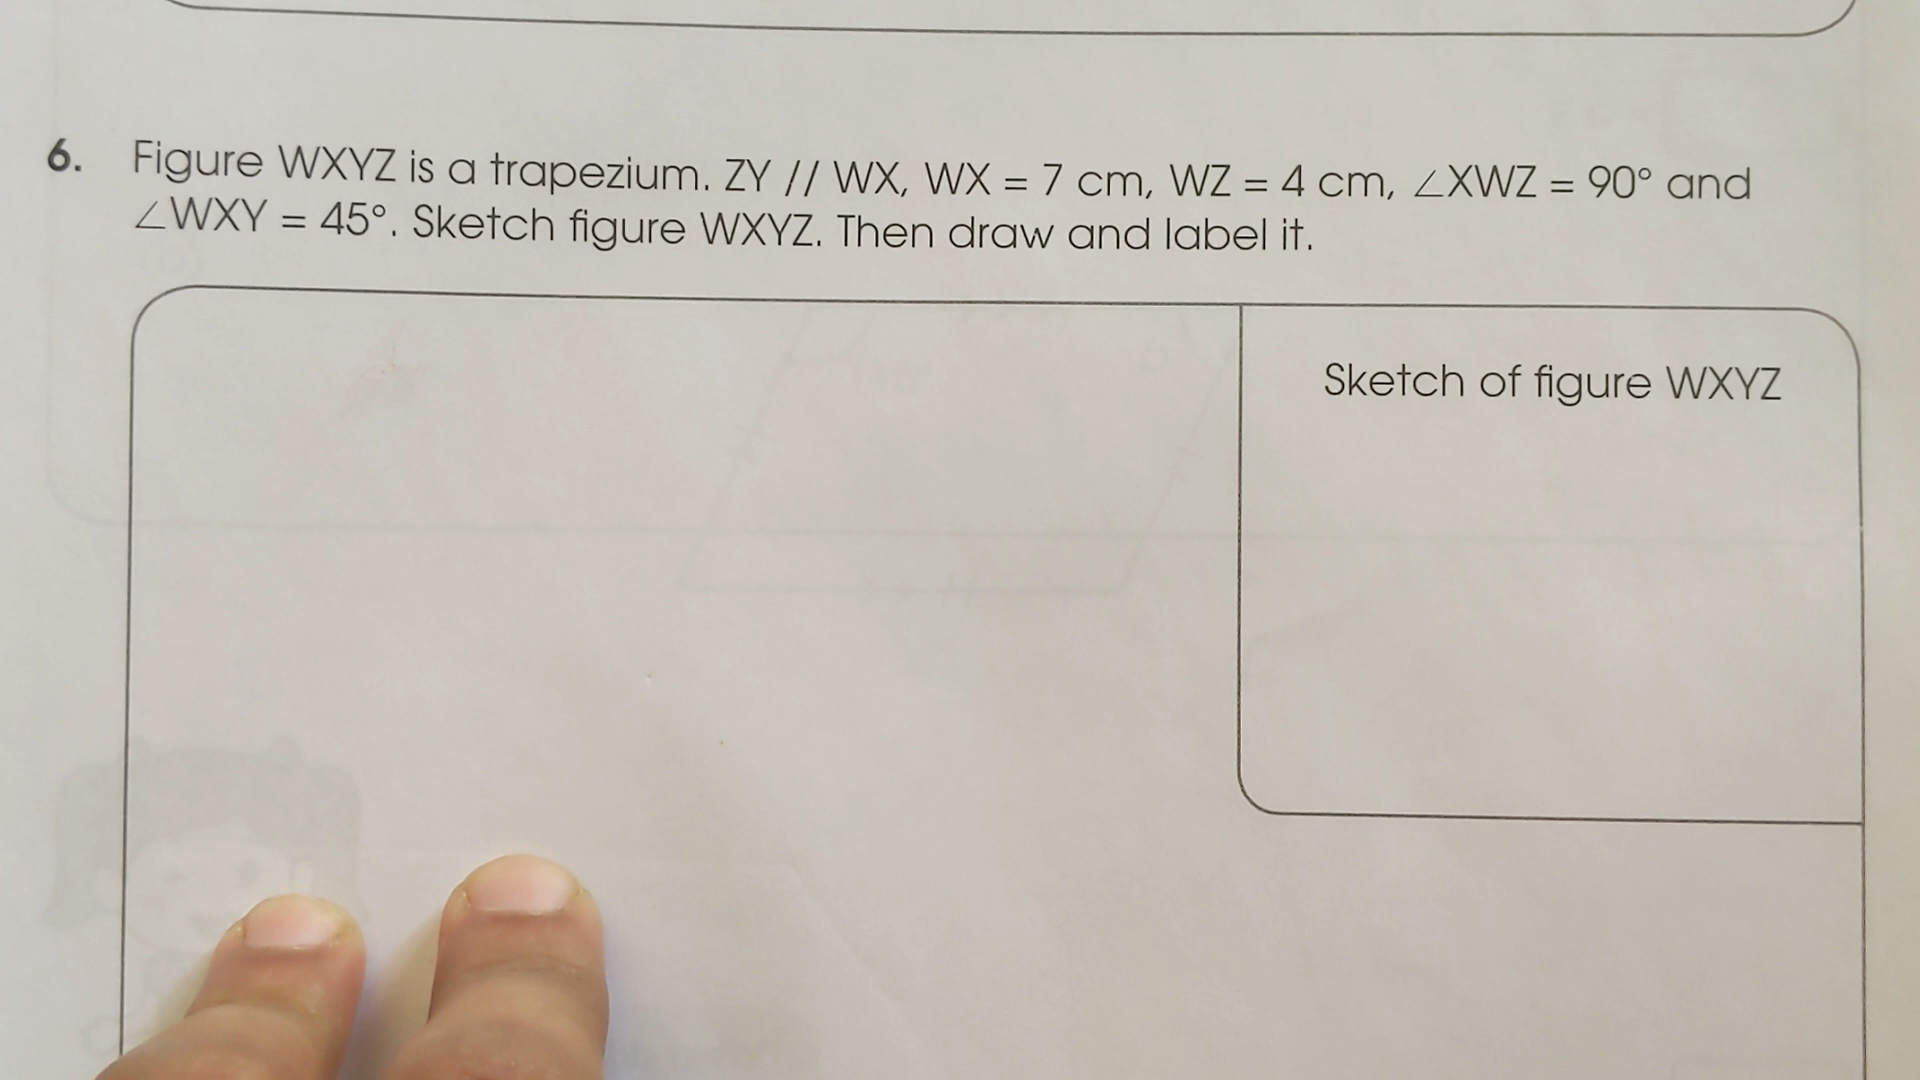 6. Figure WXYZ is a trapezium. ZY // WX, WX = 7 cm, WZ = 4 cm, ∠XWZ = 90° and
∠WXY = 45°. Sketch figure WXYZ. Then draw and label it.
Sketch of figure WXYZ